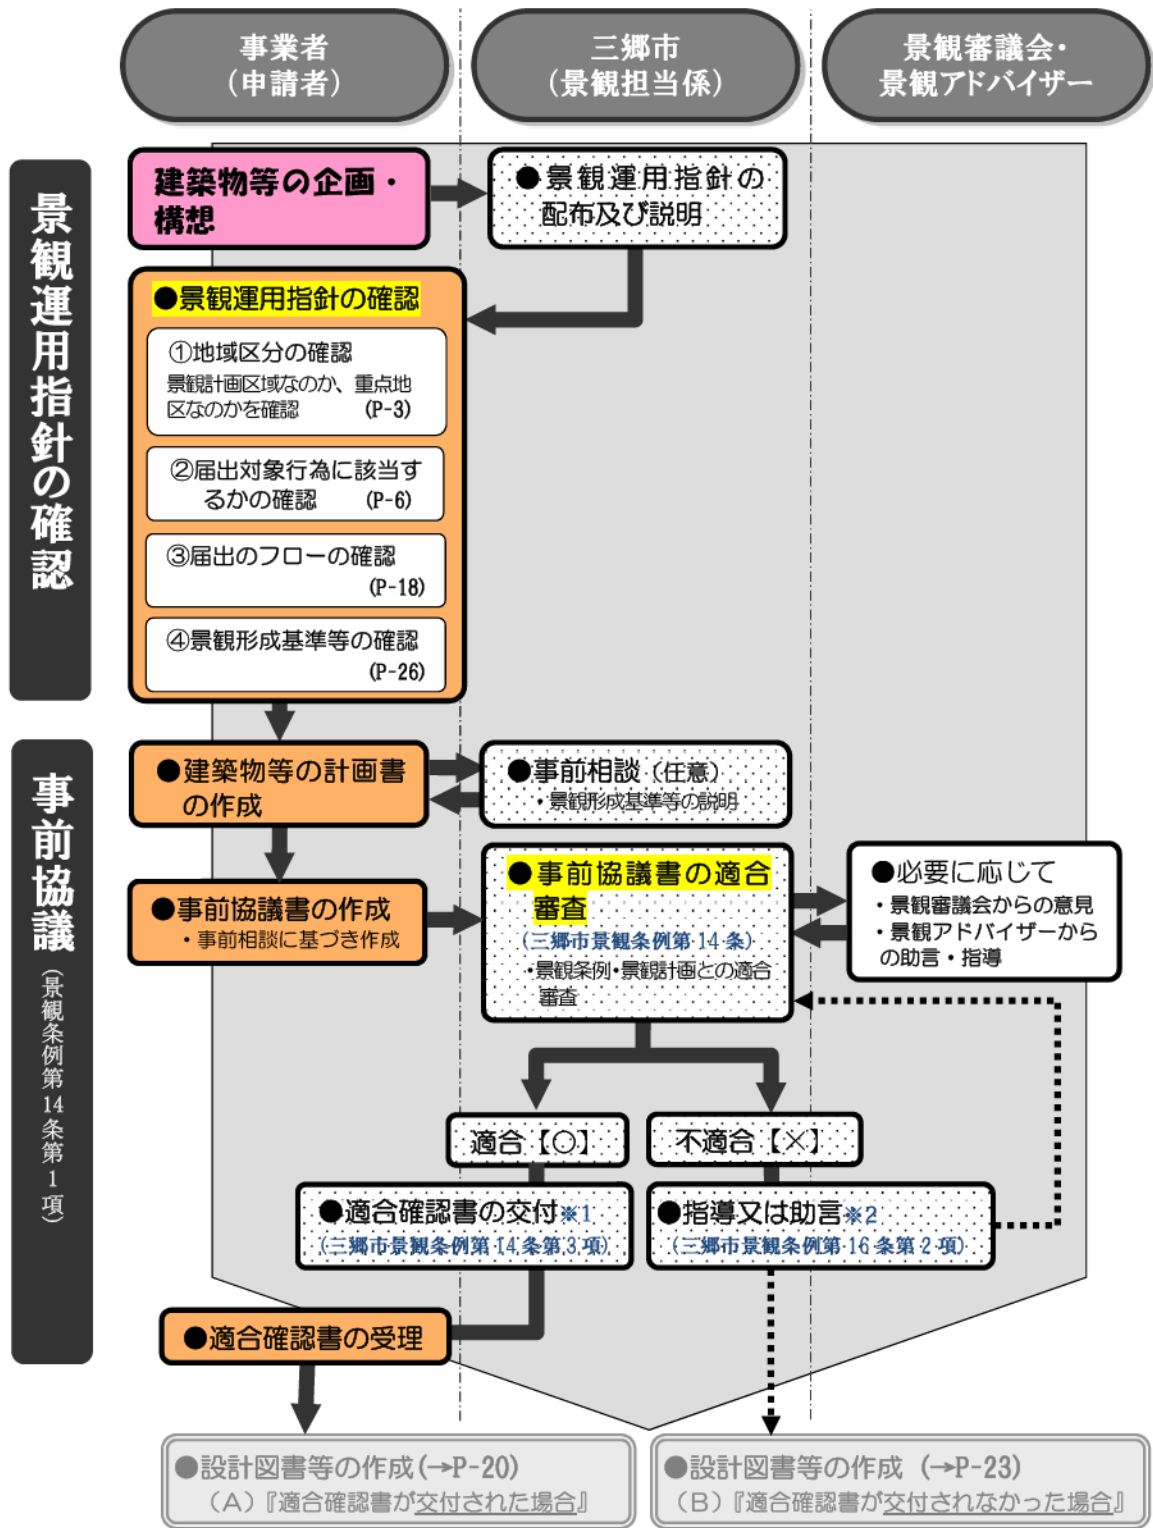 事業者
（申請者）
三郷市
（景観担当係）
景観審議会・
景観アドバイザー
景観運用指針の確認
建築物等の企画・
構想
●景観運用指針の
配布及び説明
●景観運用指針の確認
①地域区分の確認
景観計画区域なのか、重点地
区なのかを確認 (P-3)
②届出対象行為に該当す
るかの確認 (P-6)
③届出のフローの確認
(P-18)
④景観形成基準等の確認
(P-26)
事前協議（景観条例第14条第1項）
●建築物等の計画書
の作成
●事前相談（任意）
・景観形成基準等の説明
●事前協議書の作成
・事前相談に基づき作成
●事前協議書の適合
審査
（三郷市景観条例第14条）
・景観条例・景観計画との適合
審査
●必要に応じて
・景観審議会からの意見
・景観アドバイザーから
の助言・指導
適合【○】
不適合【×】
●適合確認書の交付※1
（三郷市景観条例第14条第3項）
●指導又は助言※2
（三郷市景観条例第16条第2項）
●適合確認書の受理
●設計図書等の作成(→P-20)
（A）『適合確認書が交付された場合』
●設計図書等の作成 (→P-23)
（B）『適合確認書が交付されなかった場合』